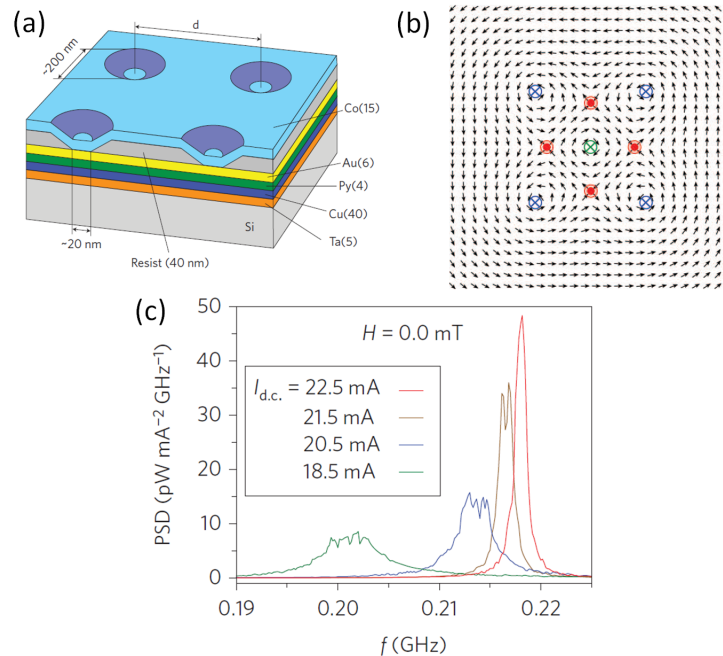 (a)
d
~200 nm
Co(15)
Au(6)
Py(4)
Cu(40)
Ta(5)
Si
~20 nm
Resist (40 nm)
(b)
(c)
H = 0.0 mT
I d.c. = 22.5 mA
21.5 mA
20.5 mA
18.5 mA
PSD (pW mA⁻² GHz⁻¹)
50
40
30
20
10
0
0.19
0.20
0.21
0.22
f (GHz)